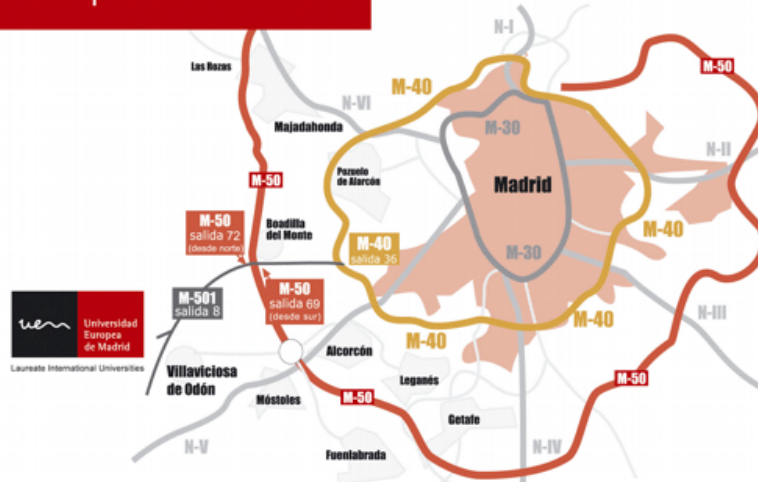 N-I
Las Rozas
M-50
M-40
N-VI
Majadahonda
M-30
N-II
Pozuelo
de Alarcón
M-50
Madrid
M-50
salida 72
(desde norte)
Boadilla
del Monte
M-40
salida 36
M-40
M-30
M-501
salida 8
M-50
salida 69
(desde sur)
uem
Universidad
Europea
de Madrid
Laureate International Universities
N-III
M-40
M-40
Alcorcón
Villaviciosa
de Odón
Leganés
M-50
Móstoles
M-50
Getafe
N-V
N-IV
Fuenlabrada